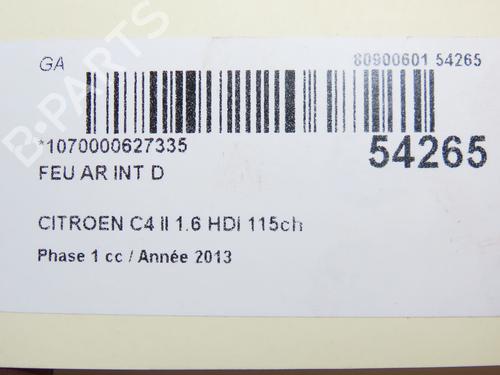 GA
80900601 54265
*1070000627335
54265
FEU AR INT D
CITROEN C4 II 1.6 HDI 115ch
Phase 1 cc / Année 2013
B-PARTS